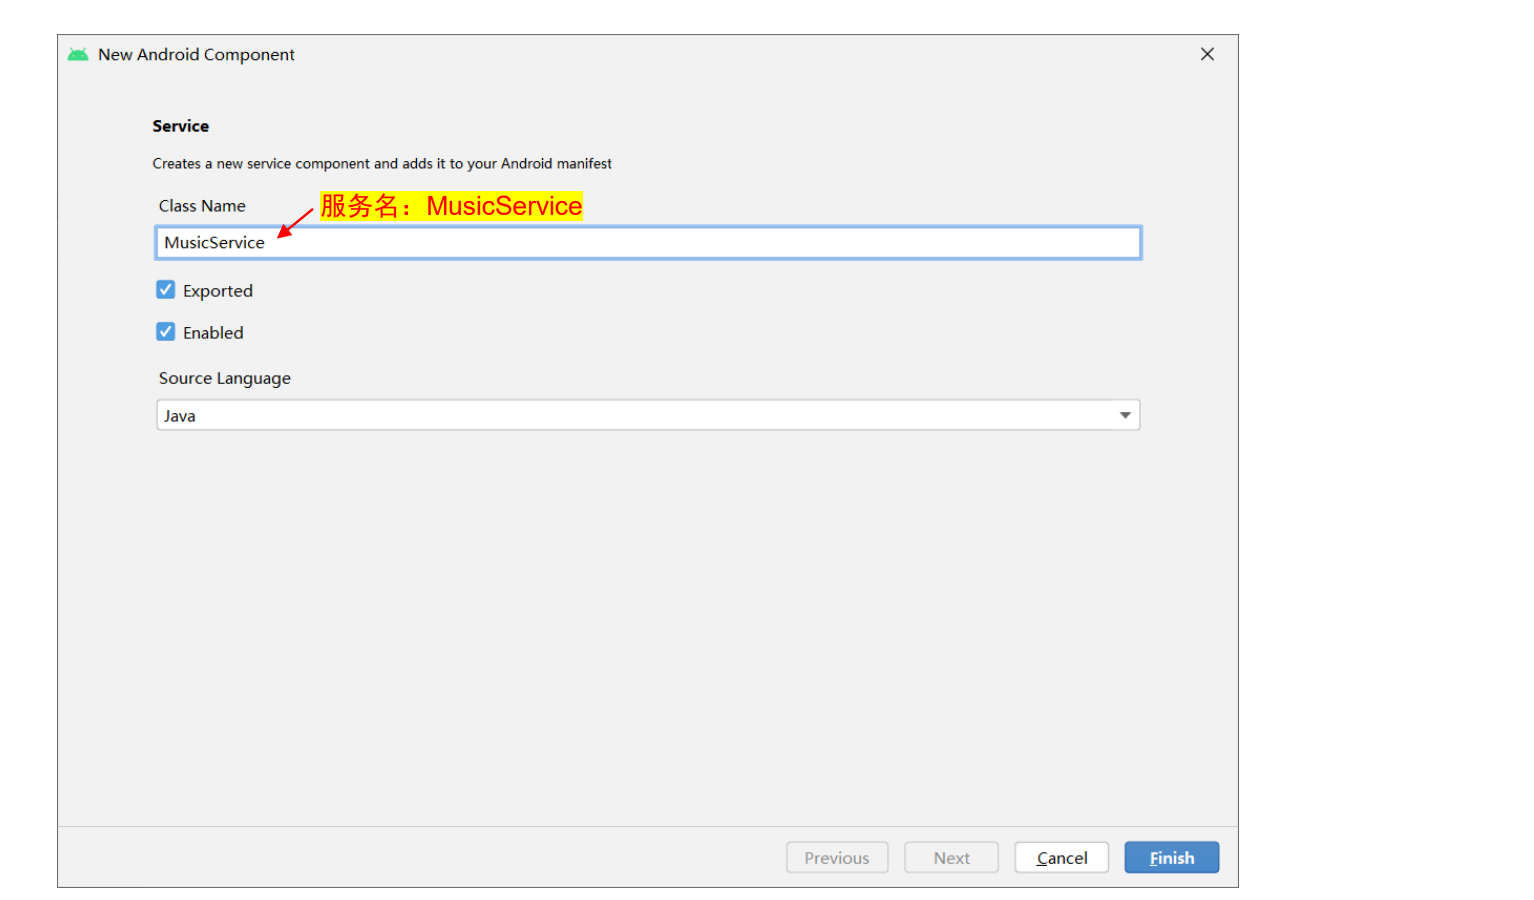 New Android Component
Service
Creates a new service component and adds it to your Android manifest
Class Name
服务名：MusicService
MusicService
Exported
Enabled
Source Language
Java
Previous
Next
Cancel
Finish